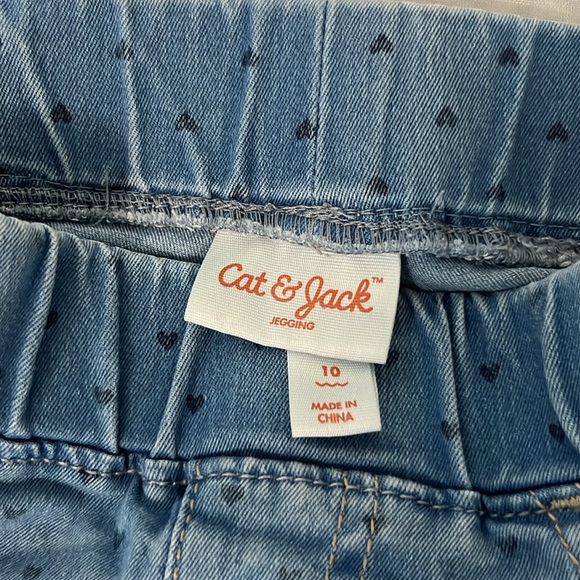 Cat & Jack™
JEGGING
10
MADE IN
CHINA